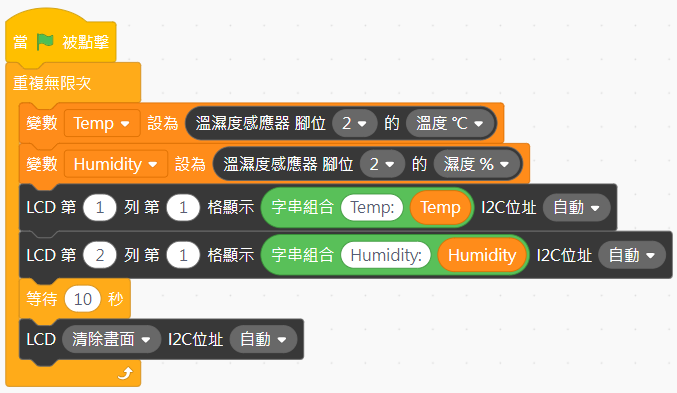 當 被點擊
重複無限次
變數 Temp 設為 溫濕度感應器 腳位 2 的 溫度 ℃
變數 Humidity 設為 溫濕度感應器 腳位 2 的 濕度 %
LCD 第 1 列 第 1 格顯示 字串組合 Temp: Temp I2C位址 自動
LCD 第 2 列 第 1 格顯示 字串組合 Humidity: Humidity I2C位址 自動
等待 10 秒
LCD 清除畫面 I2C位址 自動